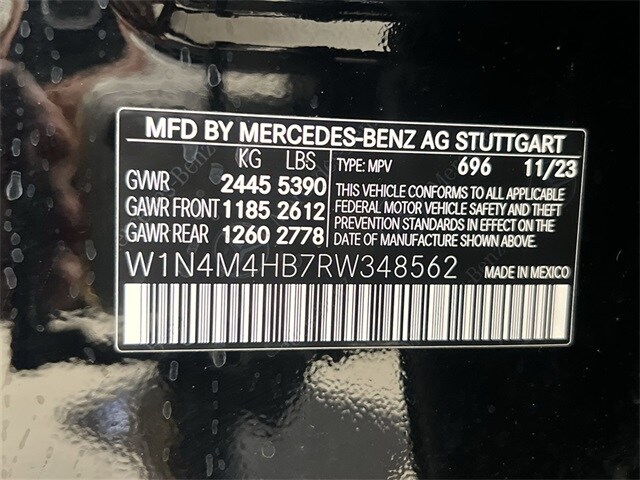 MFD BY MERCEDES-BENZ AG STUTTGART
KG LBS
GVWR 2445 5390
GAWR FRONT 1185 2612
GAWR REAR 1260 2778
TYPE: MPV 696 11/23
THIS VEHICLE CONFORMS TO ALL APPLICABLE
FEDERAL MOTOR VEHICLE SAFETY AND THEFT
PREVENTION STANDARDS IN EFFECT ON THE
DATE OF MANUFACTURE SHOWN ABOVE.
W1N4M4HB7RW348562 MADE IN MEXICO